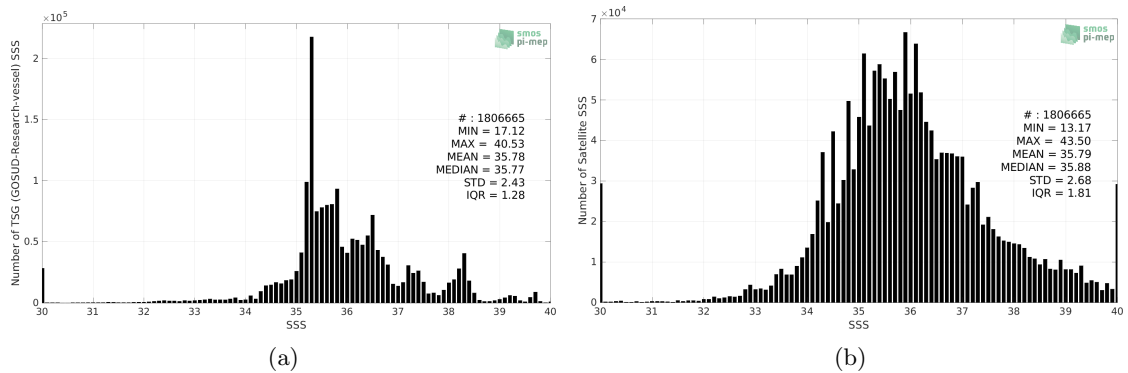 ×10⁵
smos
pi-mep
Number of TSG (GOSUD-Research-vessel) SSS
2
1.5
1
0.5
0
# : 1806665
MIN = 17.12
MAX = 40.53
MEAN = 35.78
MEDIAN = 35.77
STD = 2.43
IQR = 1.28
30 31 32 33 34 35 36 37 38 39 40
SSS
(a)
×10⁴
smos
pi-mep
Number of Satellite SSS
7
6
5
4
3
2
1
0
# : 1806665
MIN = 13.17
MAX = 43.50
MEAN = 35.79
MEDIAN = 35.88
STD = 2.68
IQR = 1.81
30 31 32 33 34 35 36 37 38 39 40
SSS
(b)